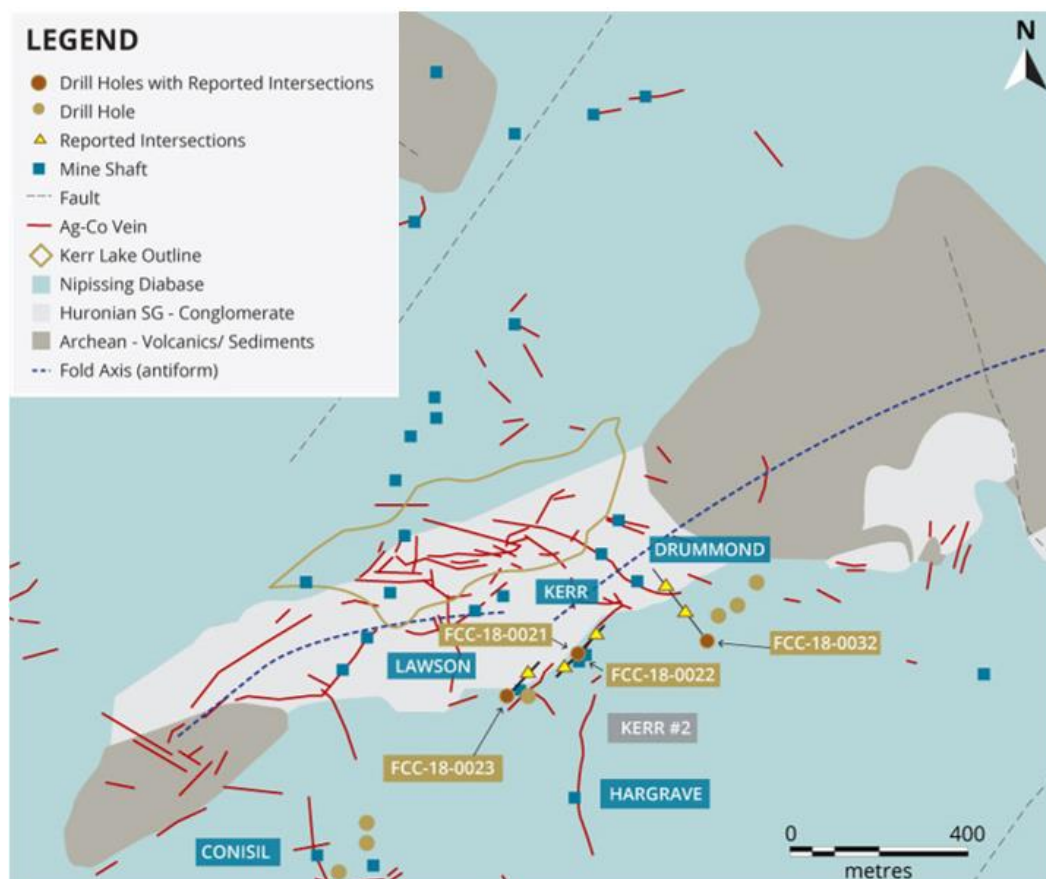 LEGEND
Drill Holes with Reported Intersections
Drill Hole
Reported Intersections
Mine Shaft
Fault
Ag-Co Vein
Kerr Lake Outline
Nipissing Diabase
Huronian SG - Conglomerate
Archean - Volcanics/ Sediments
Fold Axis (antiform)
N
DRUMMOND
KERR
FCC-18-0021
FCC-18-0032
LAWSON
FCC-18-0022
KERR #2
FCC-18-0023
HARGRAVE
CONISIL
0 400
metres